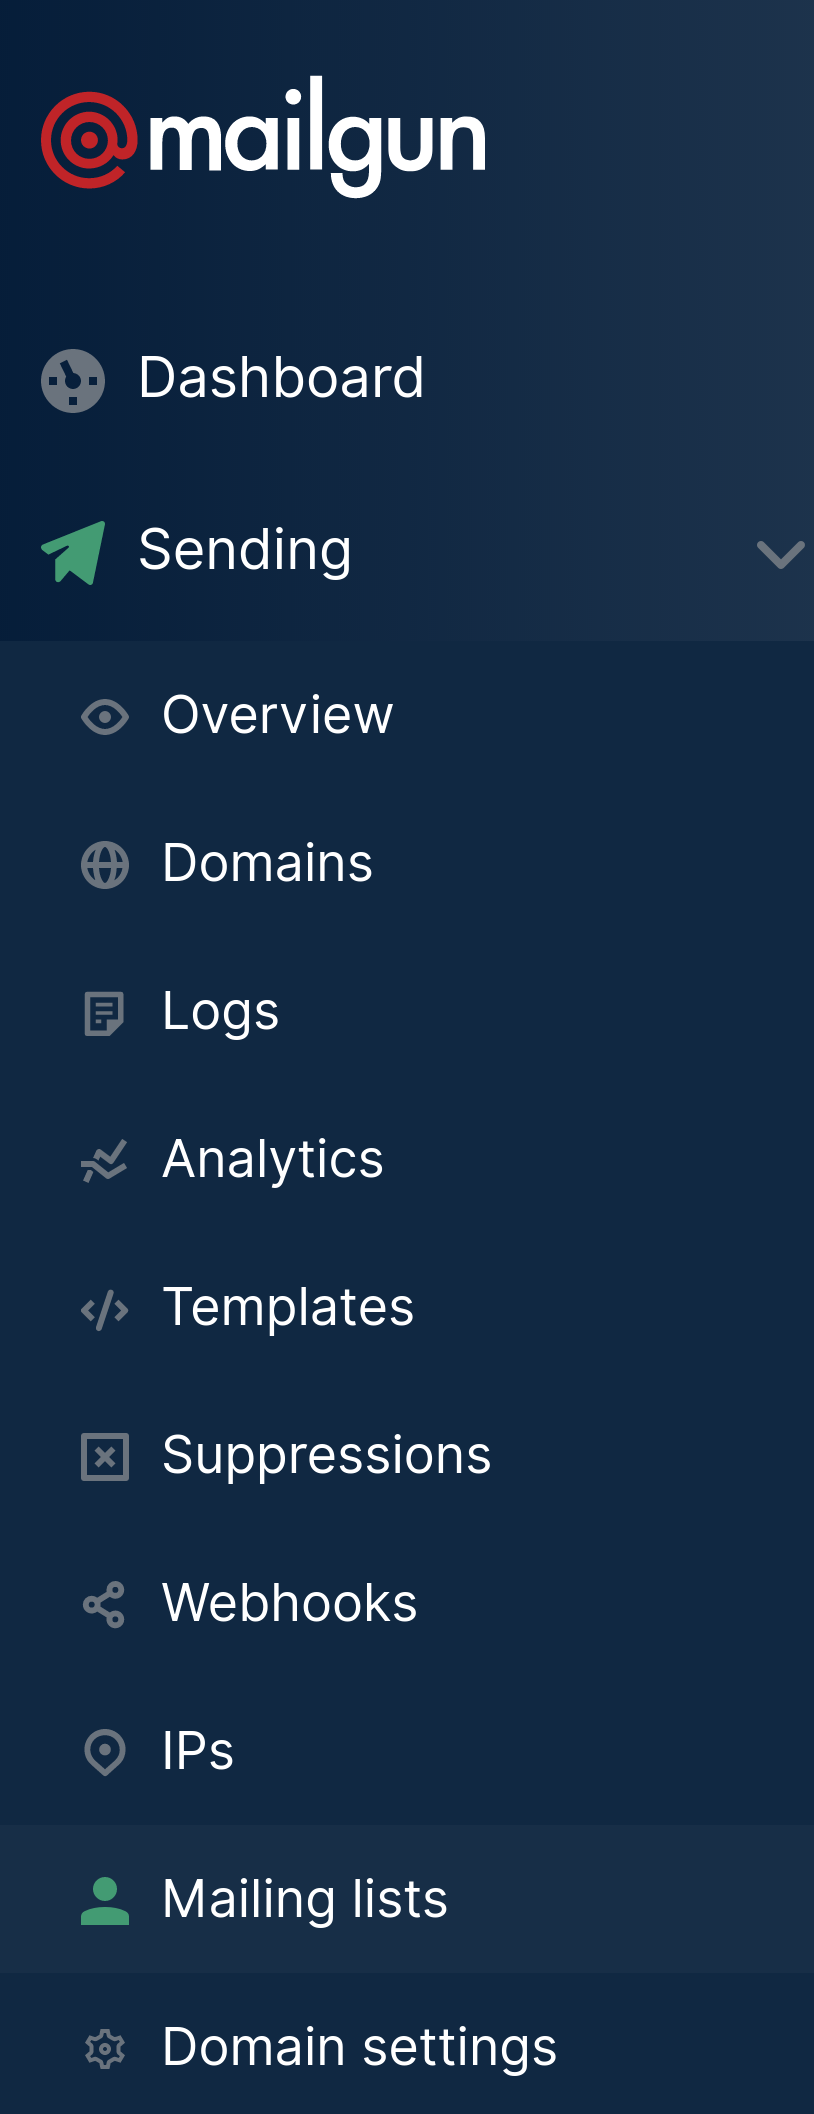 mailgun
Dashboard
Sending
Overview
Domains
Logs
Analytics
Templates
Suppressions
Webhooks
IPs
Mailing lists
Domain settings